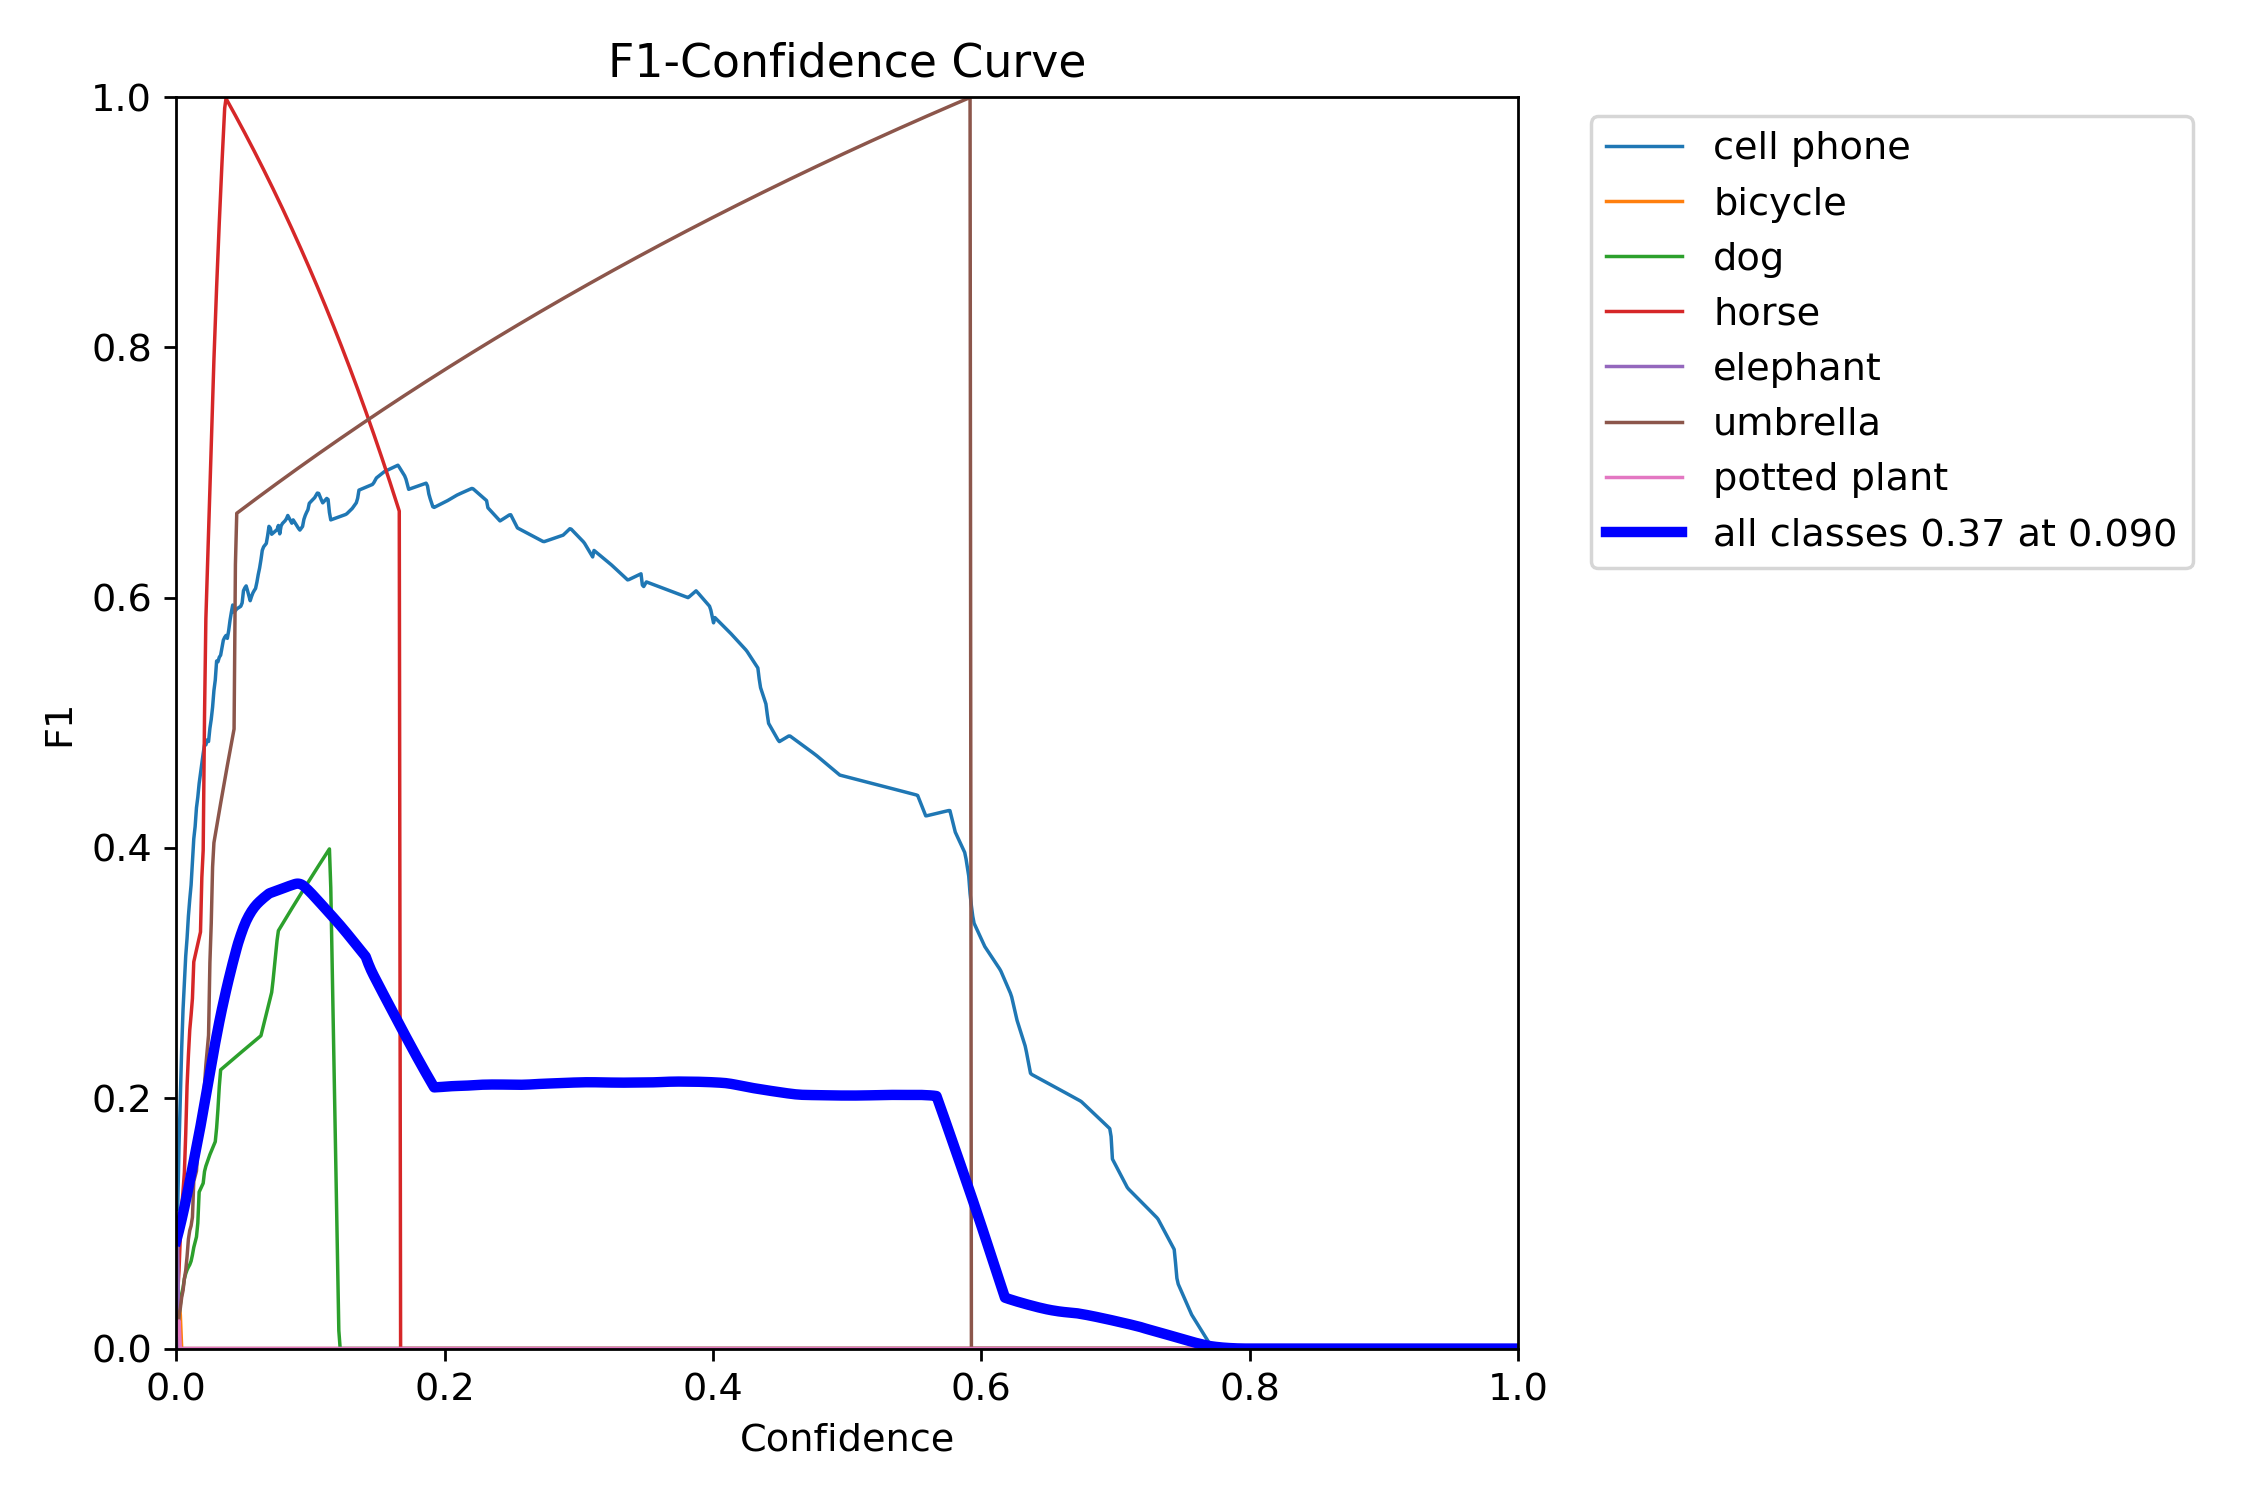 F1-Confidence Curve
1.0
0.8
0.6
0.4
0.2
0.0
F1
0.0 0.2 0.4 0.6 0.8 1.0
Confidence
cell phone
bicycle
dog
horse
elephant
umbrella
potted plant
all classes 0.37 at 0.090